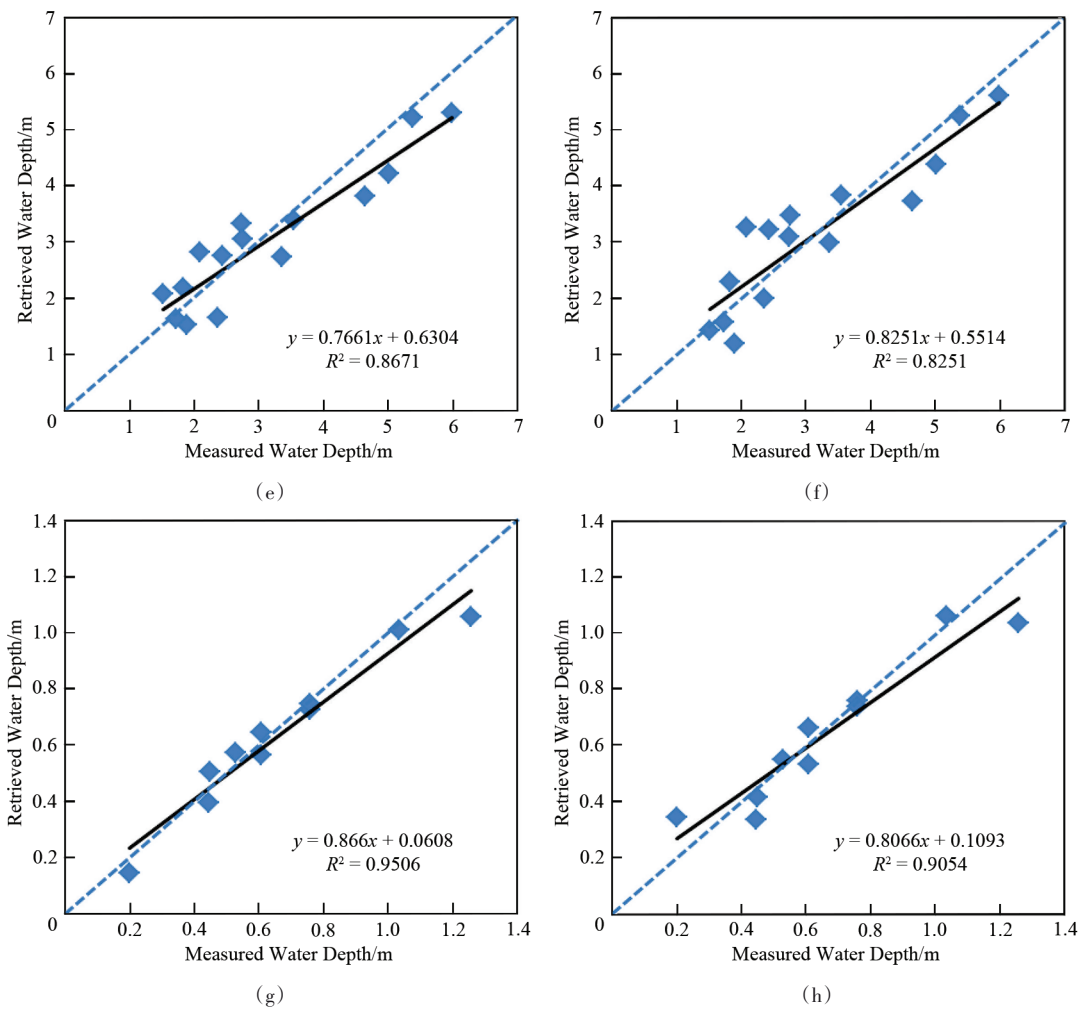 7
6
5
4
3
2
1
0
Retrieved Water Depth/m
y = 0.7661x + 0.6304
R² = 0.8671
1 2 3 4 5 6 7
Measured Water Depth/m
(e)
7
6
5
4
3
2
1
0
Retrieved Water Depth/m
y = 0.8251x + 0.5514
R² = 0.8251
1 2 3 4 5 6 7
Measured Water Depth/m
(f)
1.4
1.2
1.0
0.8
0.6
0.4
0.2
0
Retrieved Water Depth/m
y = 0.866x + 0.0608
R² = 0.9506
0.2 0.4 0.6 0.8 1.0 1.2 1.4
Measured Water Depth/m
(g)
1.4
1.2
1.0
0.8
0.6
0.4
0.2
0
Retrieved Water Depth/m
y = 0.8066x + 0.1093
R² = 0.9054
0.2 0.4 0.6 0.8 1.0 1.2 1.4
Measured Water Depth/m
(h)